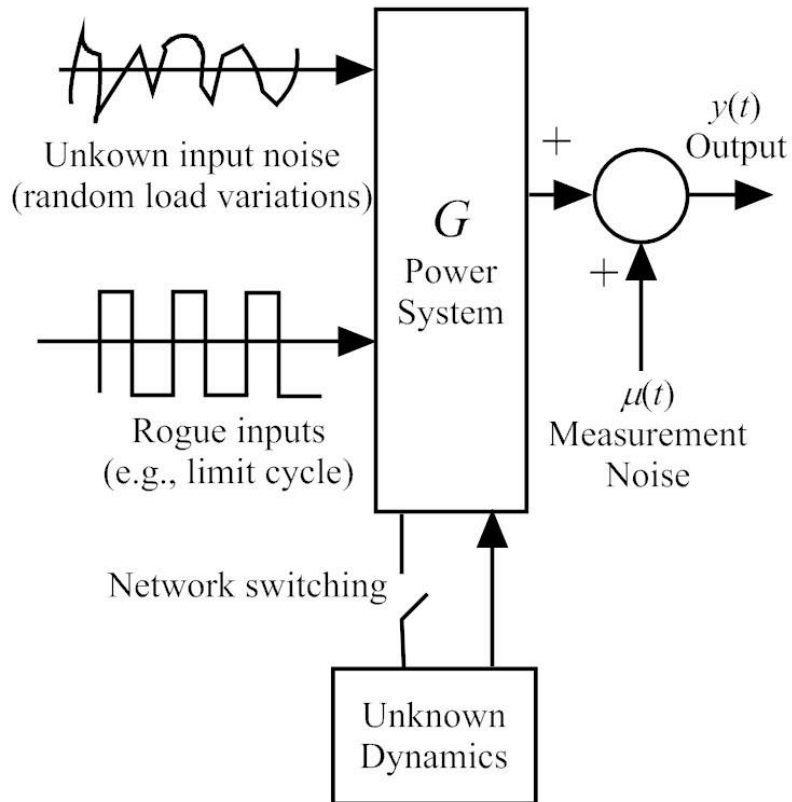 Unkown input noise
(random load variations)
G
Power
System
+
y(t)
Output
+
μ(t)
Measurement
Noise
Rogue inputs
(e.g., limit cycle)
Network switching
Unknown
Dynamics